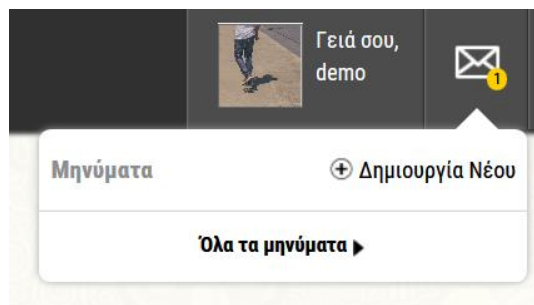 Γειά σου,
demo
1
Μηνύματα
Δημιουργία Νέου
Όλα τα μηνύματα